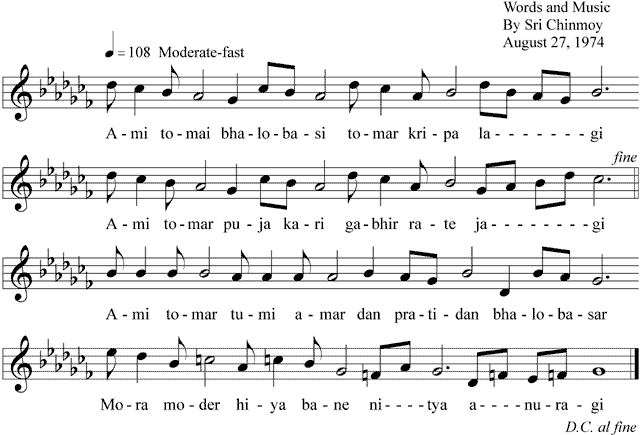 Words and Music
By Sri Chinmoy
August 27, 1974
♩ = 108 Moderate-fast
A - mi to - mai bha - lo - ba - si to - mar kri - pa la - - - - - - - gi
fine
A - mi to - mar pu - ja ka - ri ga - bhir ra - te ja - - - - - - - gi
A - mi to - mar tu - mi a - mar dan pra - ti - dan bha - lo - ba - sar
Mo - ra mo - der hi - ya ba - ne ni - - - - tya a - - - - nu - ra - gi
D.C. al fine